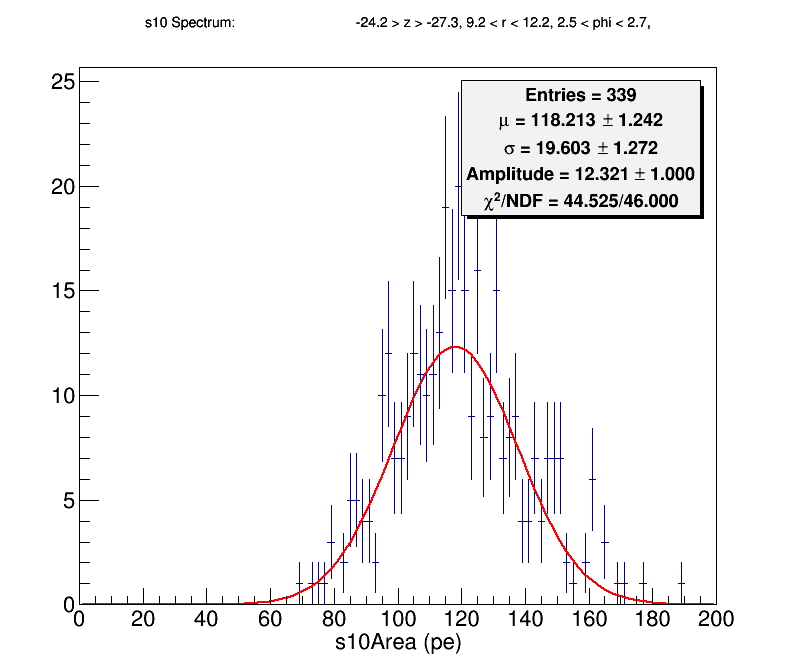 s10 Spectrum: -24.2 > z > -27.3, 9.2 < r < 12.2, 2.5 < phi < 2.7,
Entries = 339
μ = 118.213 ± 1.242
σ = 19.603 ± 1.272
Amplitude = 12.321 ± 1.000
χ²/NDF = 44.525/46.000
25
20
15
10
5
0
0 20 40 60 80 100 120 140 160 180 200
s10Area (pe)